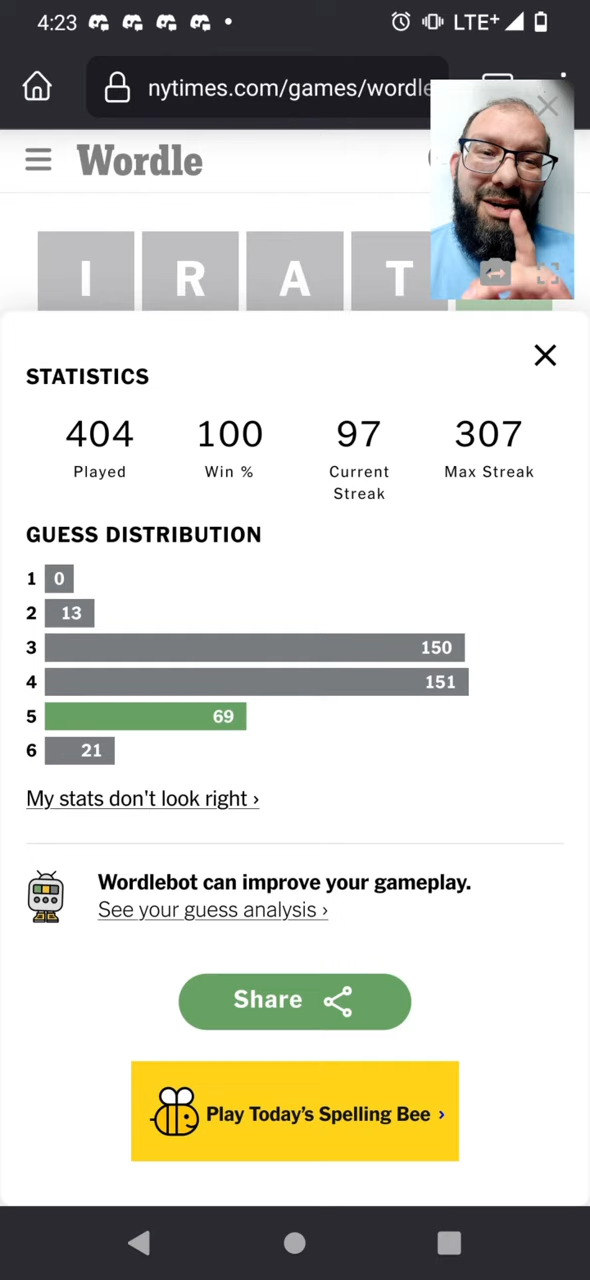 4:23 LTE+
nytimes.com/games/wordle
Wordle
I R A T
STATISTICS
404 100 97 307
Played Win % Current Max Streak
Streak
GUESS DISTRIBUTION
1 0
2 13
3 150
4 151
5 69
6 21
My stats don't look right ›
Wordlebot can improve your gameplay.
See your guess analysis ›
Share
Play Today's Spelling Bee ›